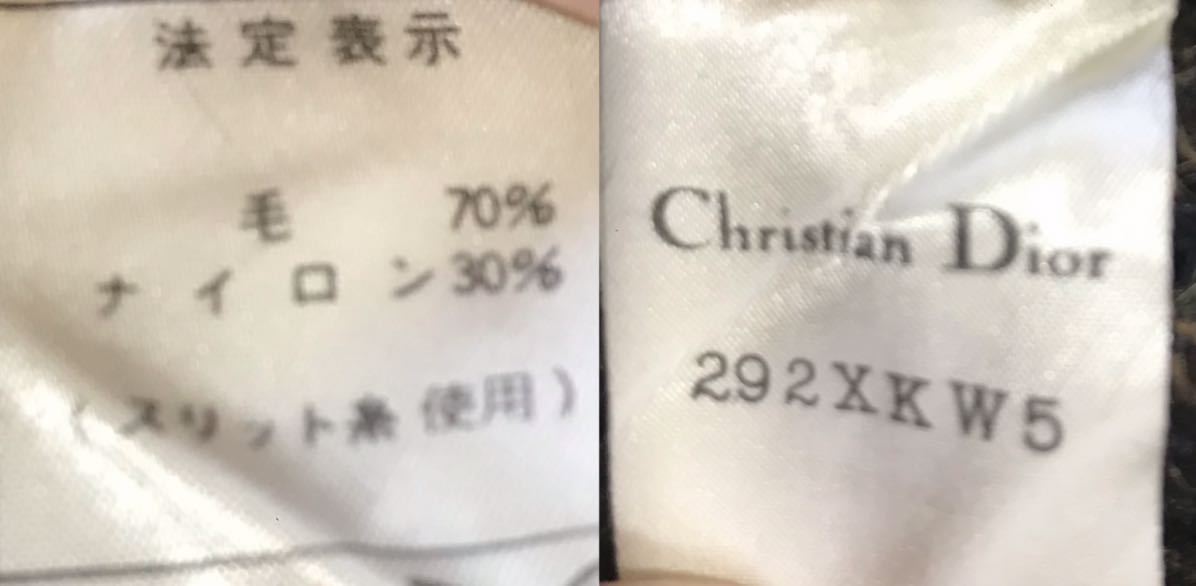 法定表示
毛 70%
ナイロン 30%
(スリット糸使用)
Christian Dior
292XKW5